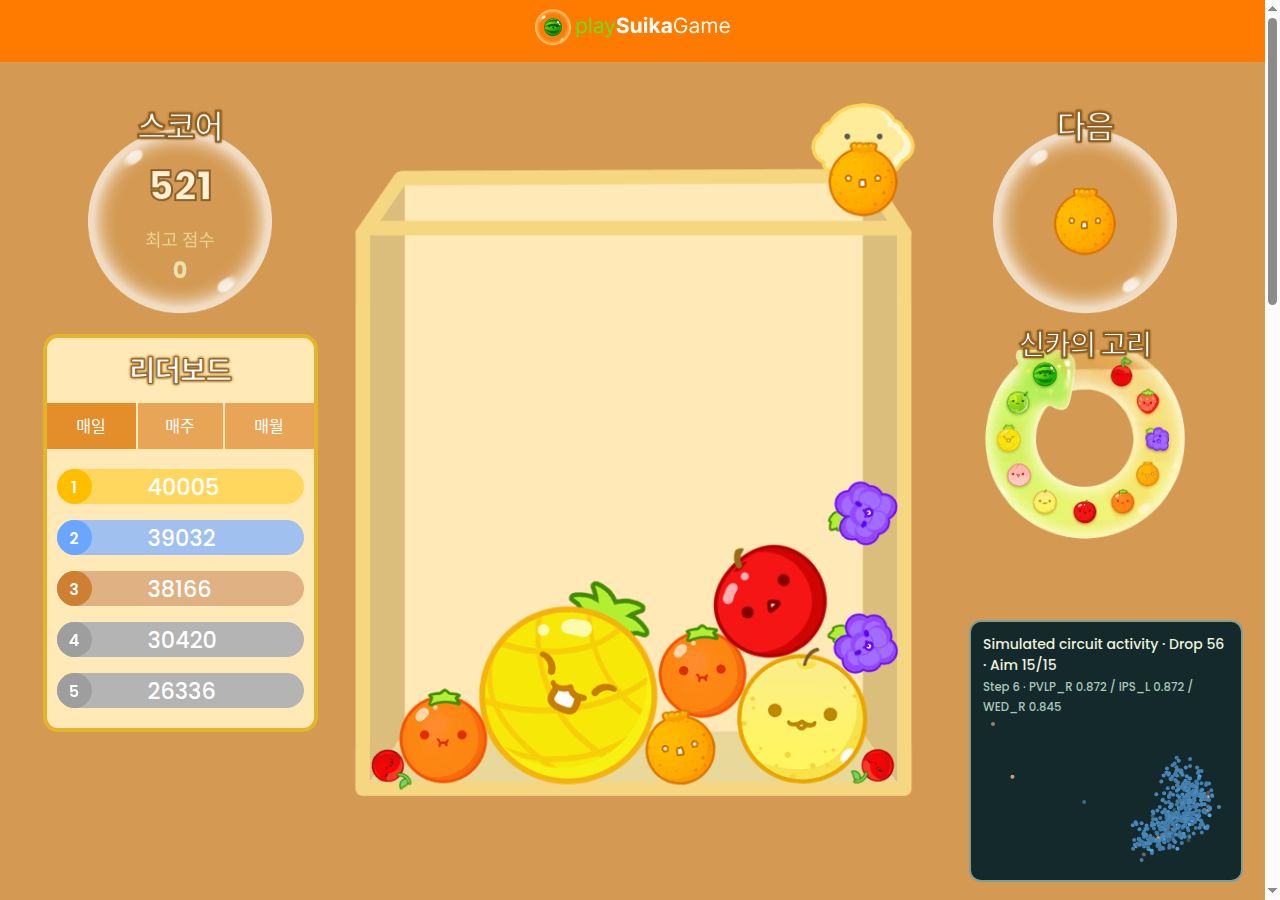 playSuikaGame
스코어
521
최고 점수
0
리더보드
매일 매주 매월
1 40005
2 39032
3 38166
4 30420
5 26336
다음
신카의 고리
Simulated circuit activity · Drop 56
· Aim 15/15
Step 6 · PVLP_R 0.872 / IPS_L 0.872 /
WED_R 0.845